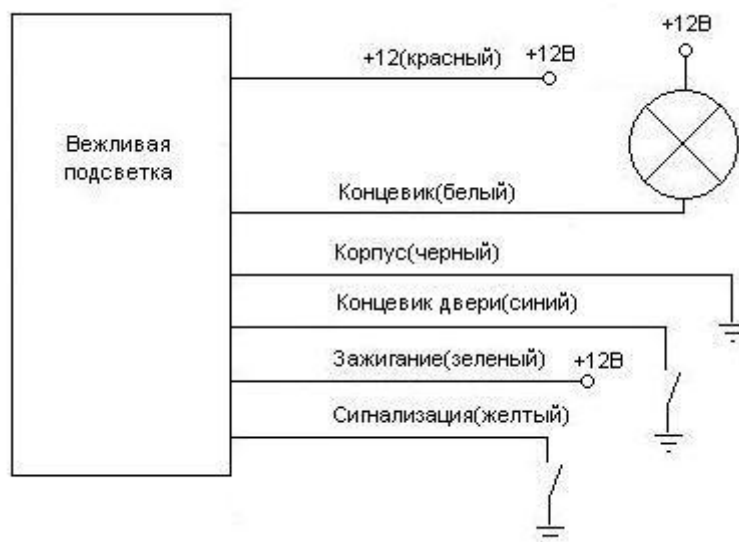 +12В
+12(красный) +12В
Вежливая
подсветка
Концевик(белый)
Корпус(черный)
Концевик двери(синий)
Зажигание(зеленый) +12В
Сигнализация(желтый)